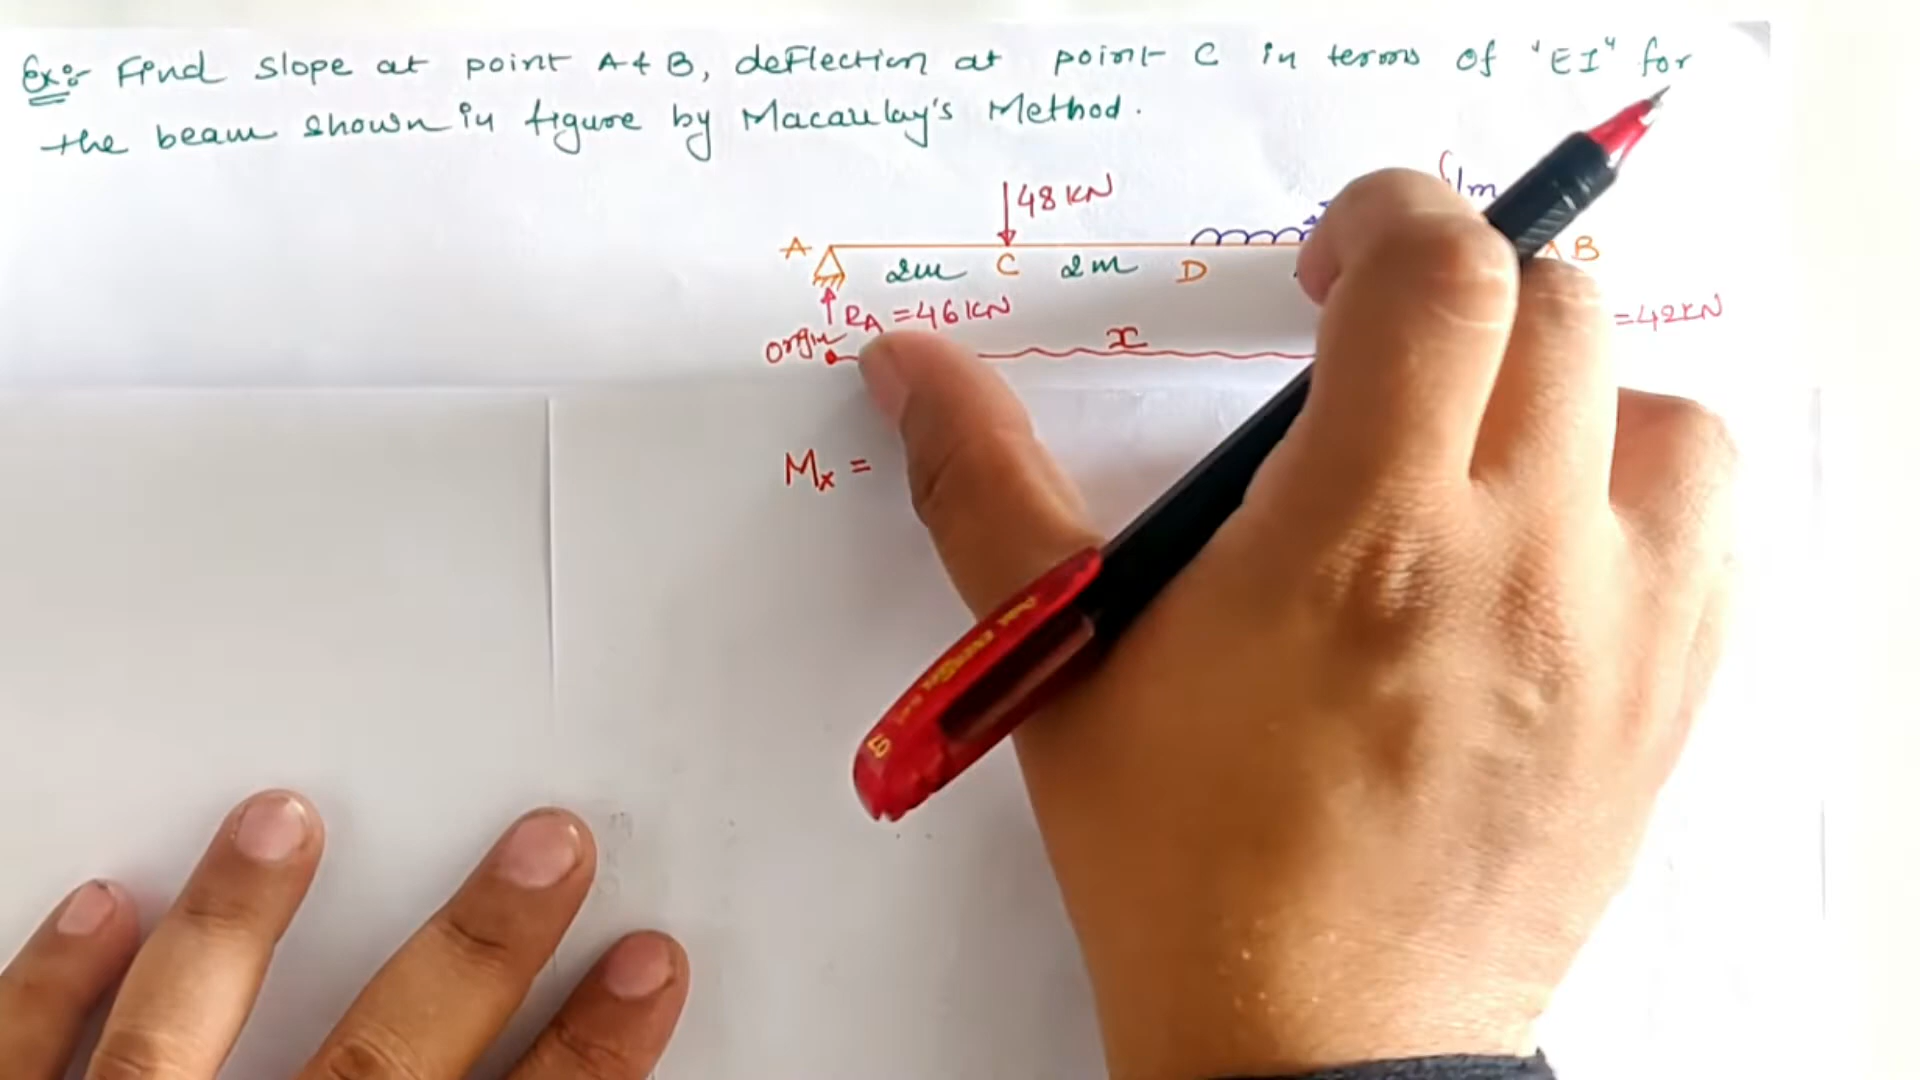 Ex:- Find slope at point A & B, deflection at point C in terms of "EI" for
the beam shown in figure by Macaulay's Method.
48 KN
/m
A 2m C 2m D B
RA = 46 KN
= 42 KN
Origin x
Mx =